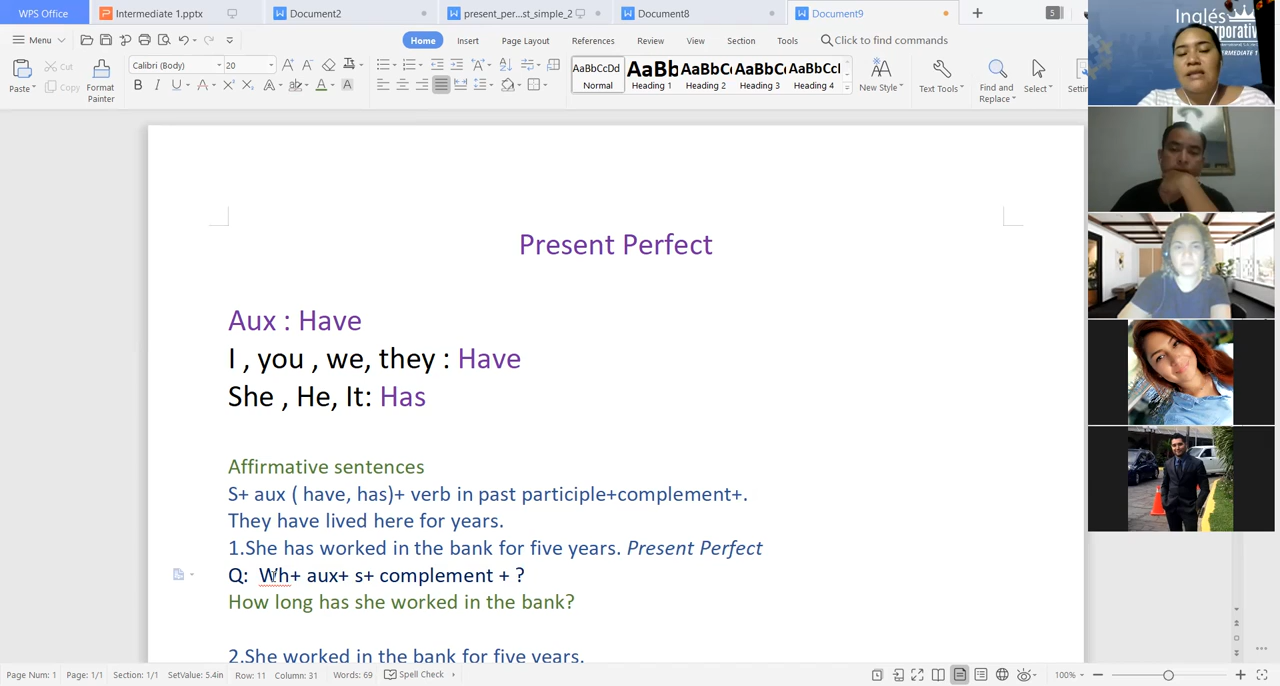 WPS Office
Intermediate 1.pptx
Document2
present_per...st_simple_2
Document8
Document9
5
Menu
Home
Insert
Page Layout
References
Review
View
Section
Tools
Click to find commands
Paste
Cut
Copy
Format Painter
Calibri (Body)
20
AaBbCcDd
Normal
AaBb
Heading 1
AaBbC
Heading 2
AaBbC
Heading 3
AaBbCcl
Heading 4
New Style
Text Tools
Find and Replace
Select
Inglés
Corporativo
INTERMEDIATE 1
Present Perfect
Aux : Have
I , you , we, they : Have
She , He, It: Has
Affirmative sentences
S+ aux ( have, has)+ verb in past participle+complement+.
They have lived here for years.
1.She has worked in the bank for five years. Present Perfect
Q: Wh+ aux+ s+ complement + ?
How long has she worked in the bank?
2.She worked in the bank for five years.
Page Num: 1
Page: 1/1
Section: 1/1
SetValue: 5.4in
Row: 11
Column: 31
Words: 69
Spell Check
100%